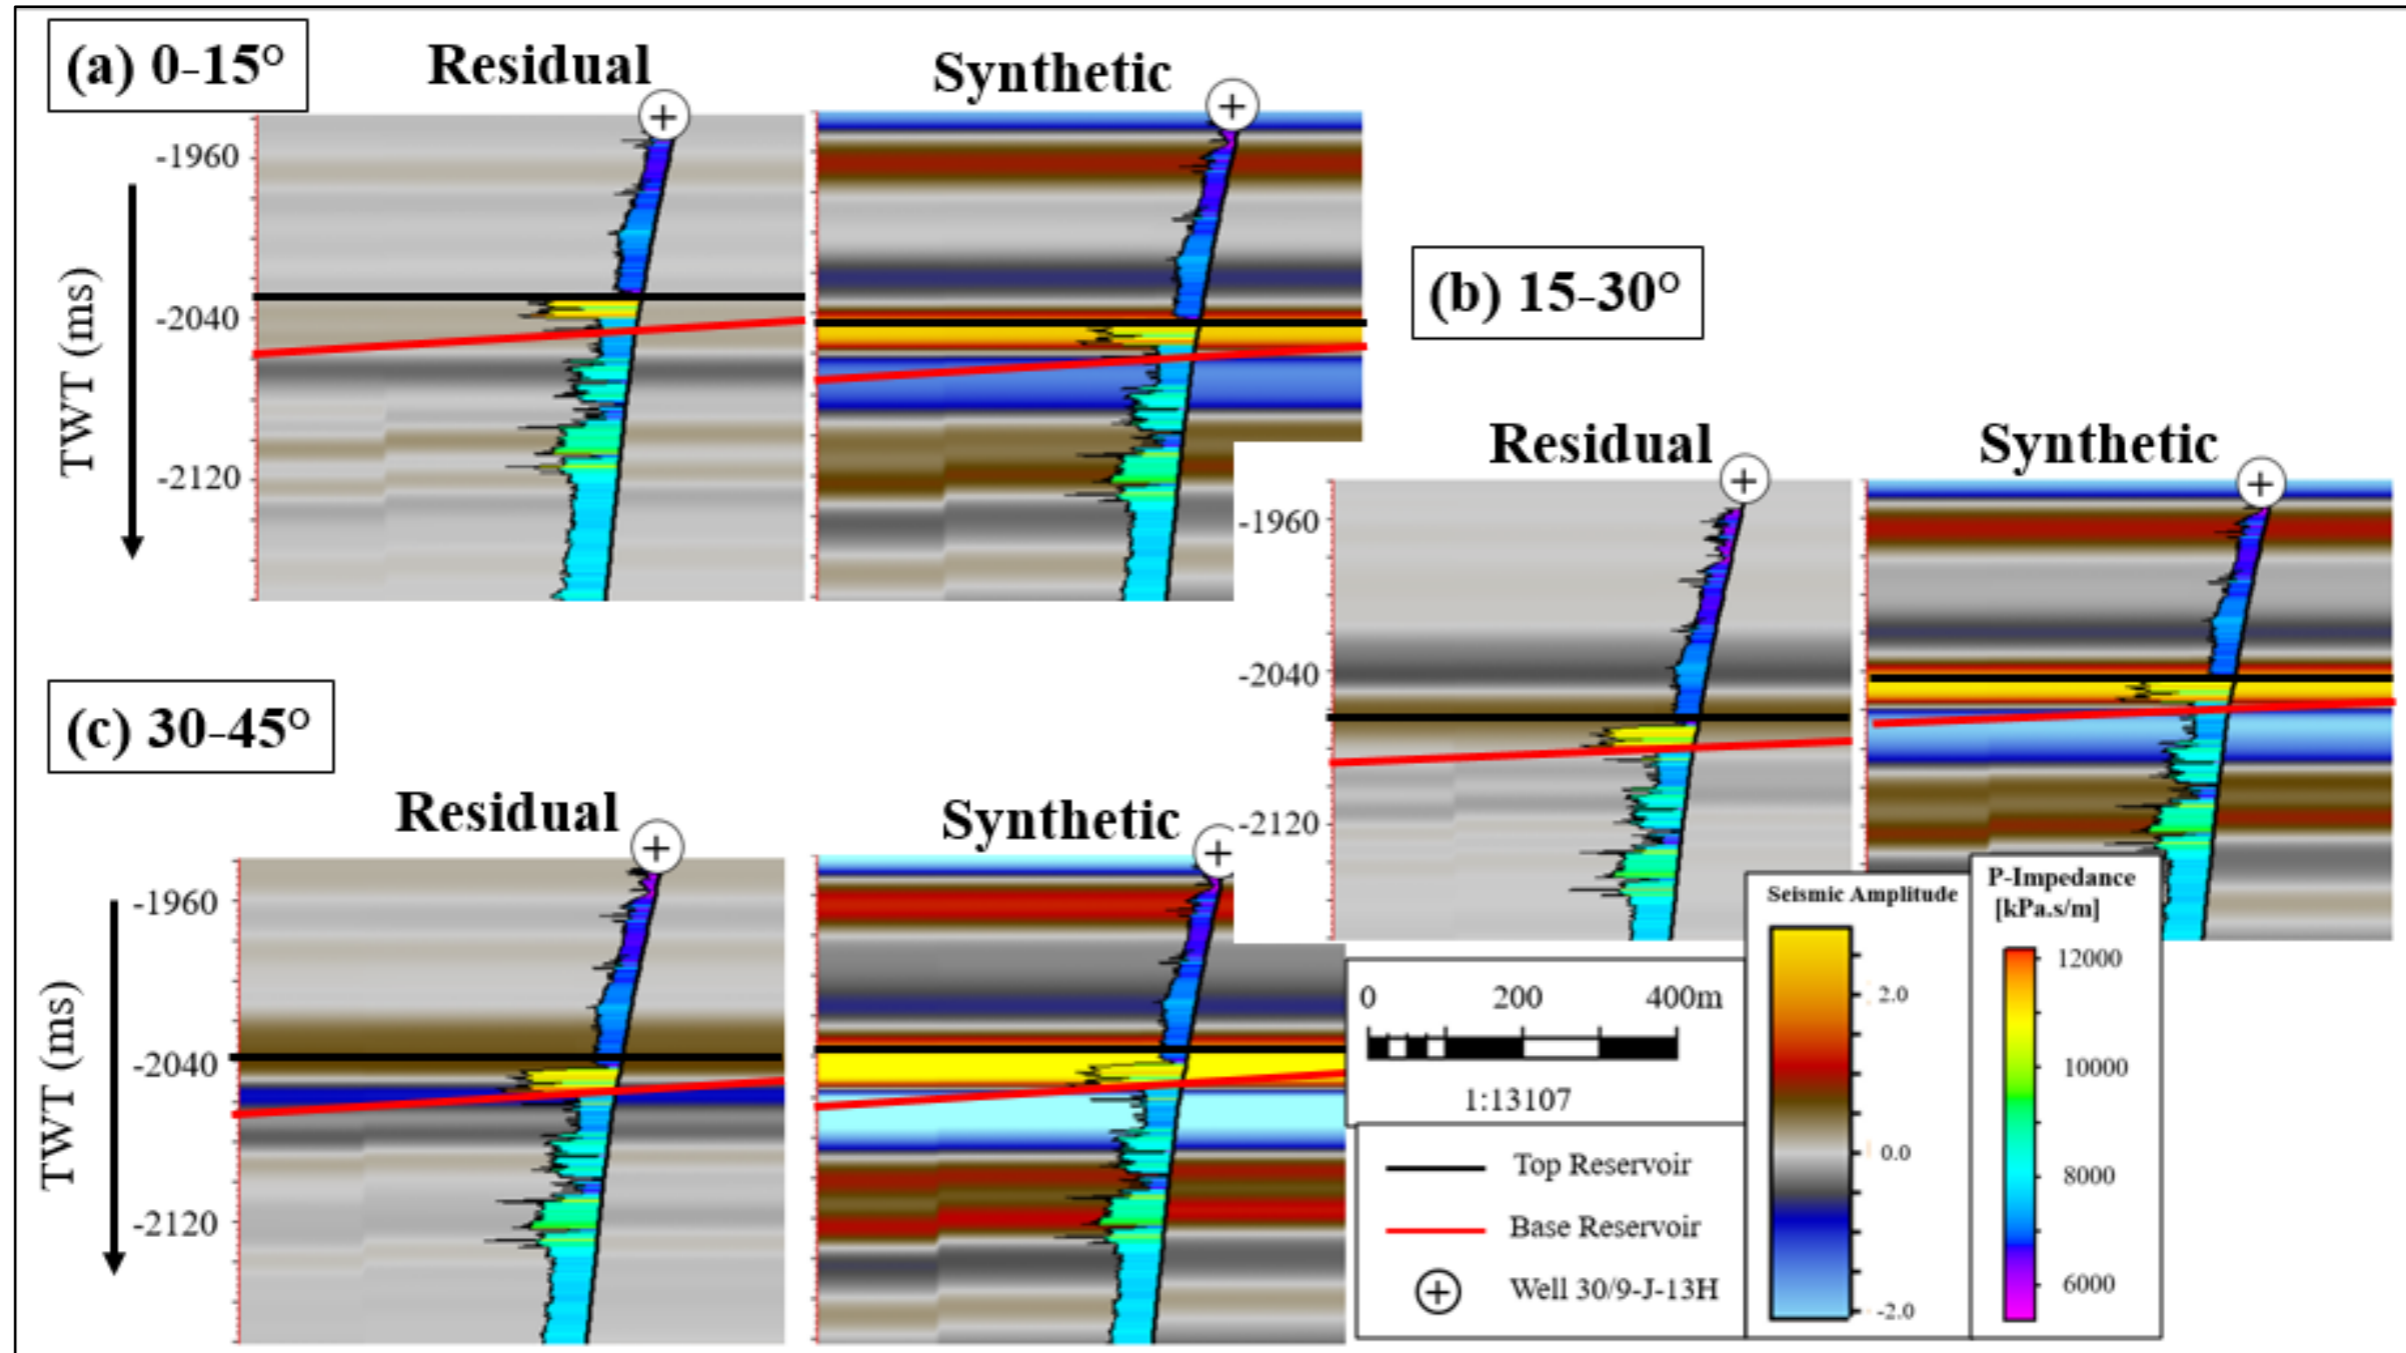 (a) 0-15°
Residual
Synthetic
-1960
-2040
-2120
TWT (ms)
(b) 15-30°
Residual
Synthetic
-1960
-2040
-2120
(c) 30-45°
Residual
Synthetic
-1960
-2040
-2120
TWT (ms)
0 200 400m
1:13107
Top Reservoir
Base Reservoir
Well 30/9-J-13H
Seismic Amplitude
2.0
0.0
-2.0
P-Impedance
[kPa.s/m]
12000
10000
8000
6000